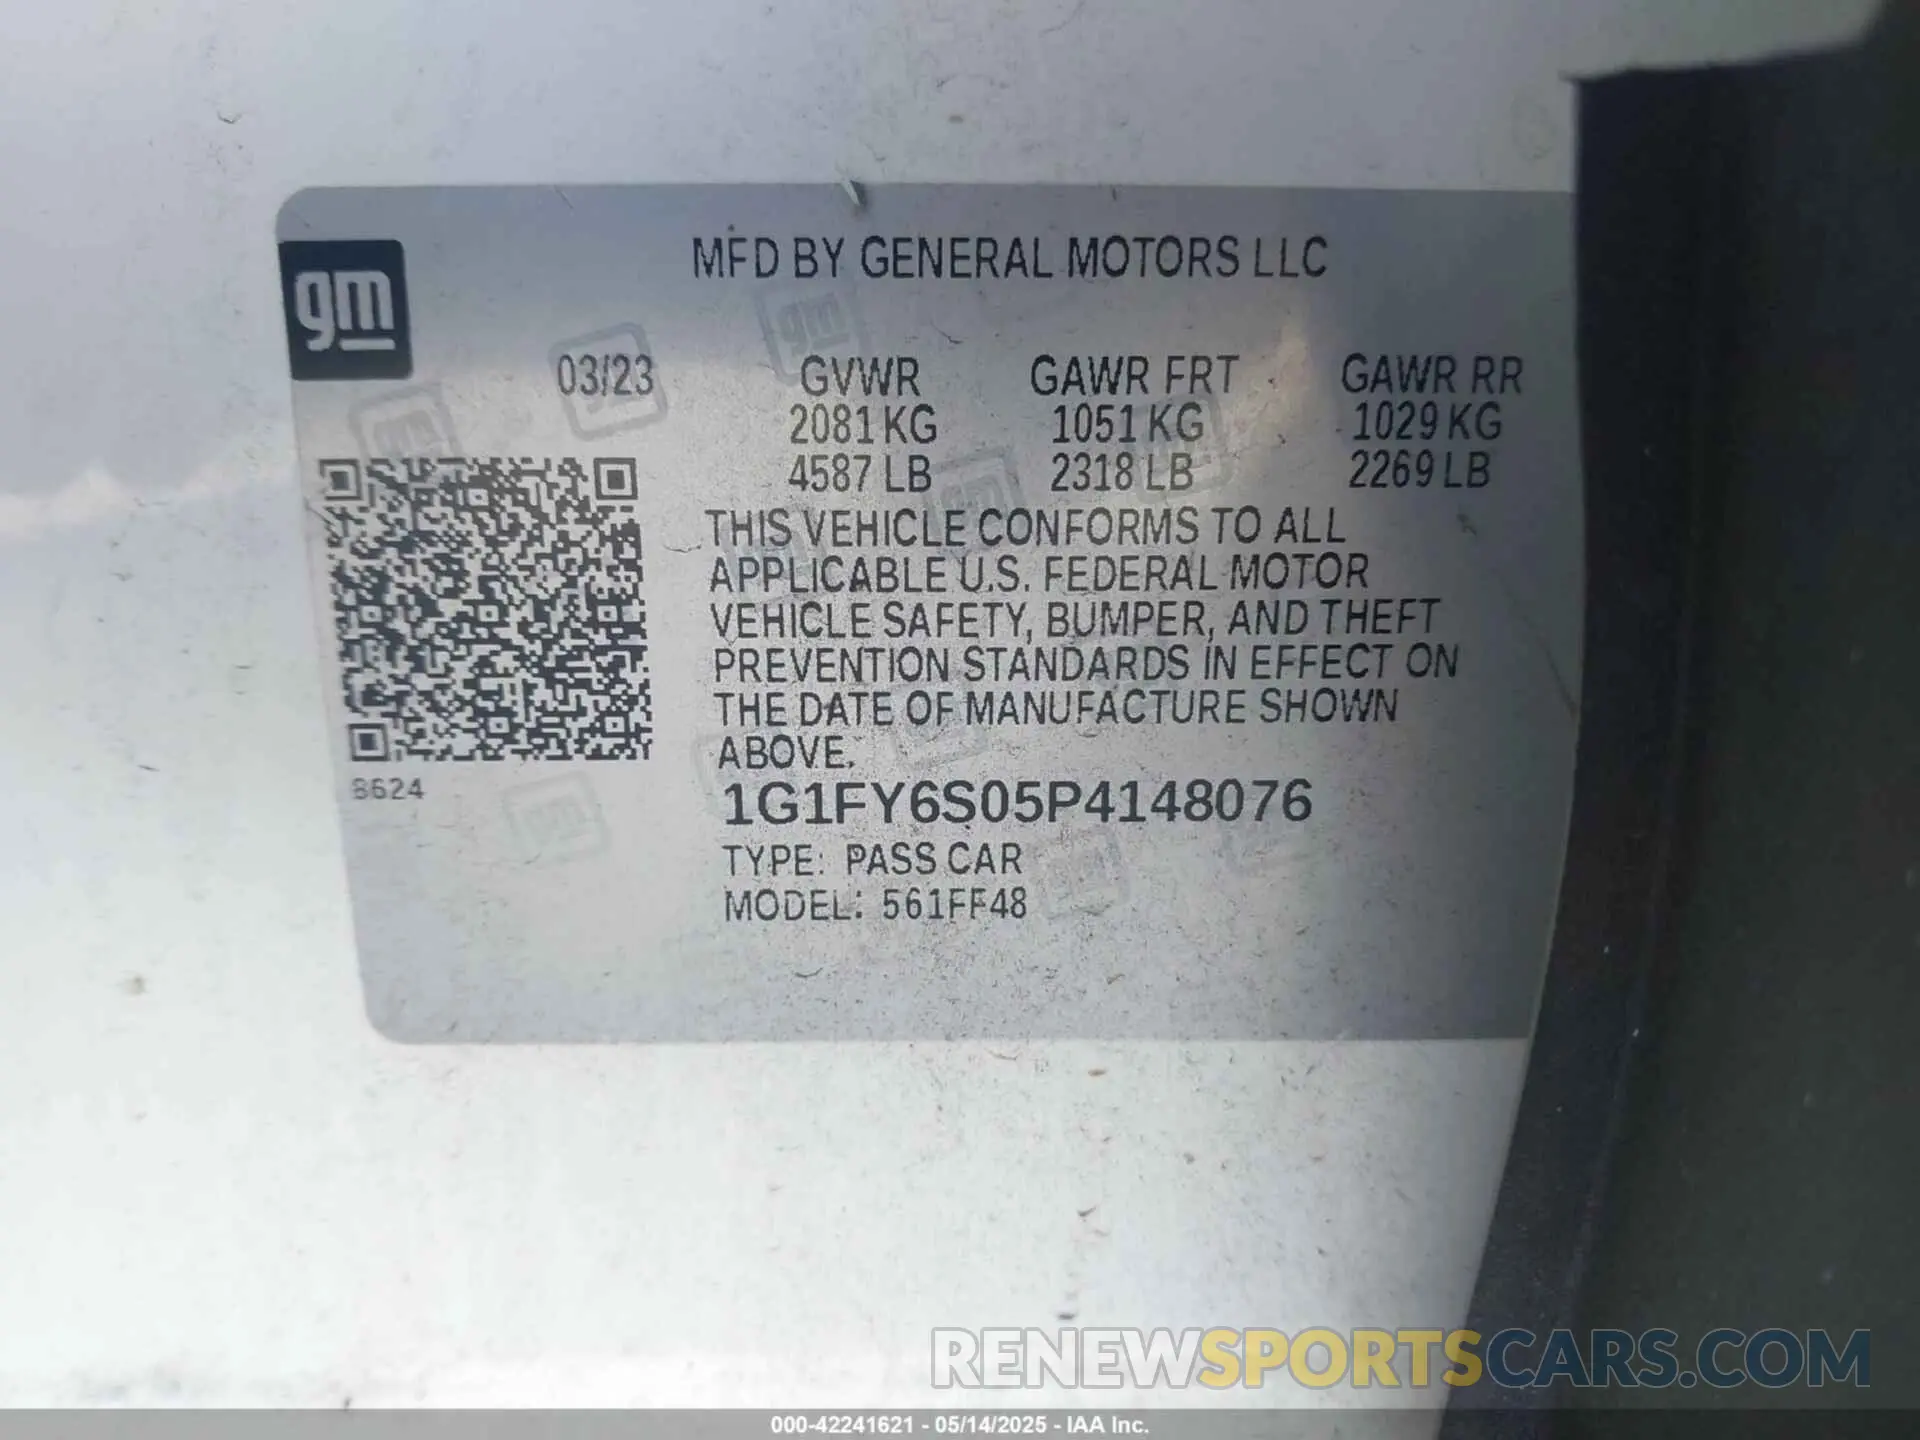 MFD BY GENERAL MOTORS LLC
gm
03/23 GVWR GAWR FRT GAWR RR
2081 KG 1051 KG 1029 KG
4587 LB 2318 LB 2269 LB
THIS VEHICLE CONFORMS TO ALL
APPLICABLE U.S. FEDERAL MOTOR
VEHICLE SAFETY, BUMPER, AND THEFT
PREVENTION STANDARDS IN EFFECT ON
THE DATE OF MANUFACTURE SHOWN
ABOVE.
8624
1G1FY6S05P4148076
TYPE: PASS CAR
MODEL: 561FF48
RENEWSPORTSCARS.COM
000-42241621 - 05/14/2025 - IAA Inc.